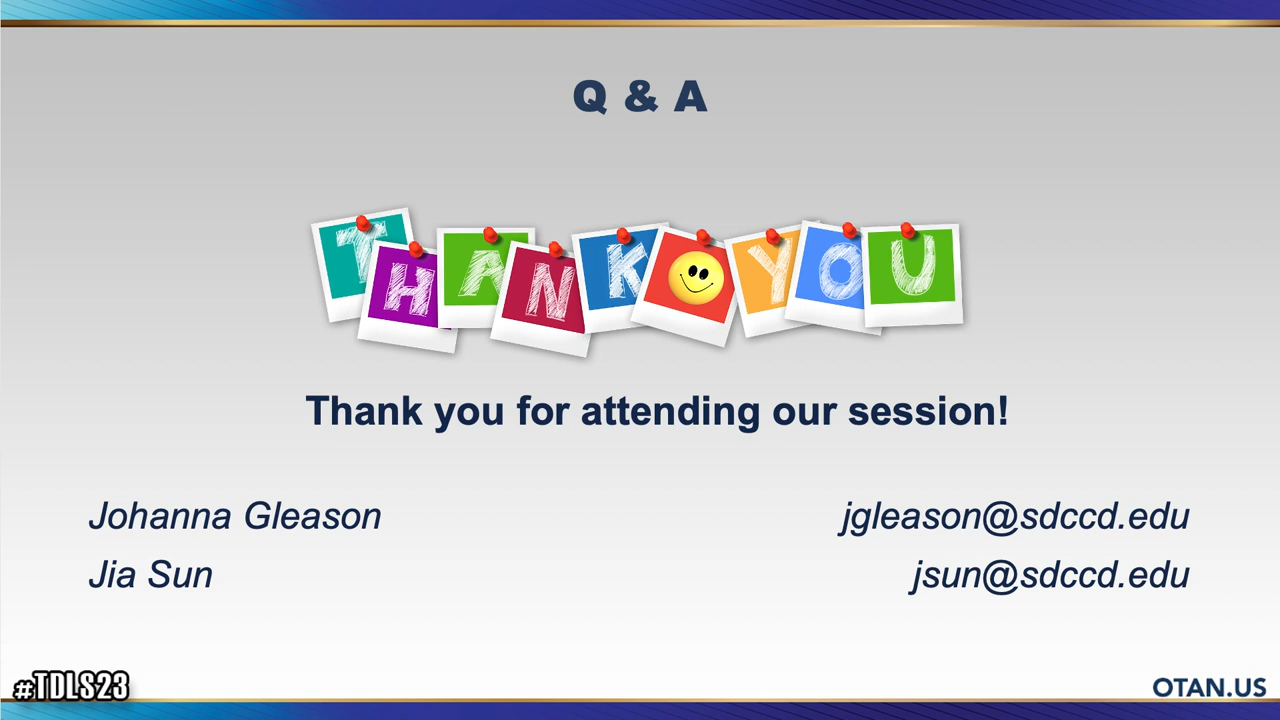 Q & A
THANK YOU
Thank you for attending our session!
Johanna Gleason jgleason@sdccd.edu
Jia Sun jsun@sdccd.edu
#TDLS23 OTAN.US